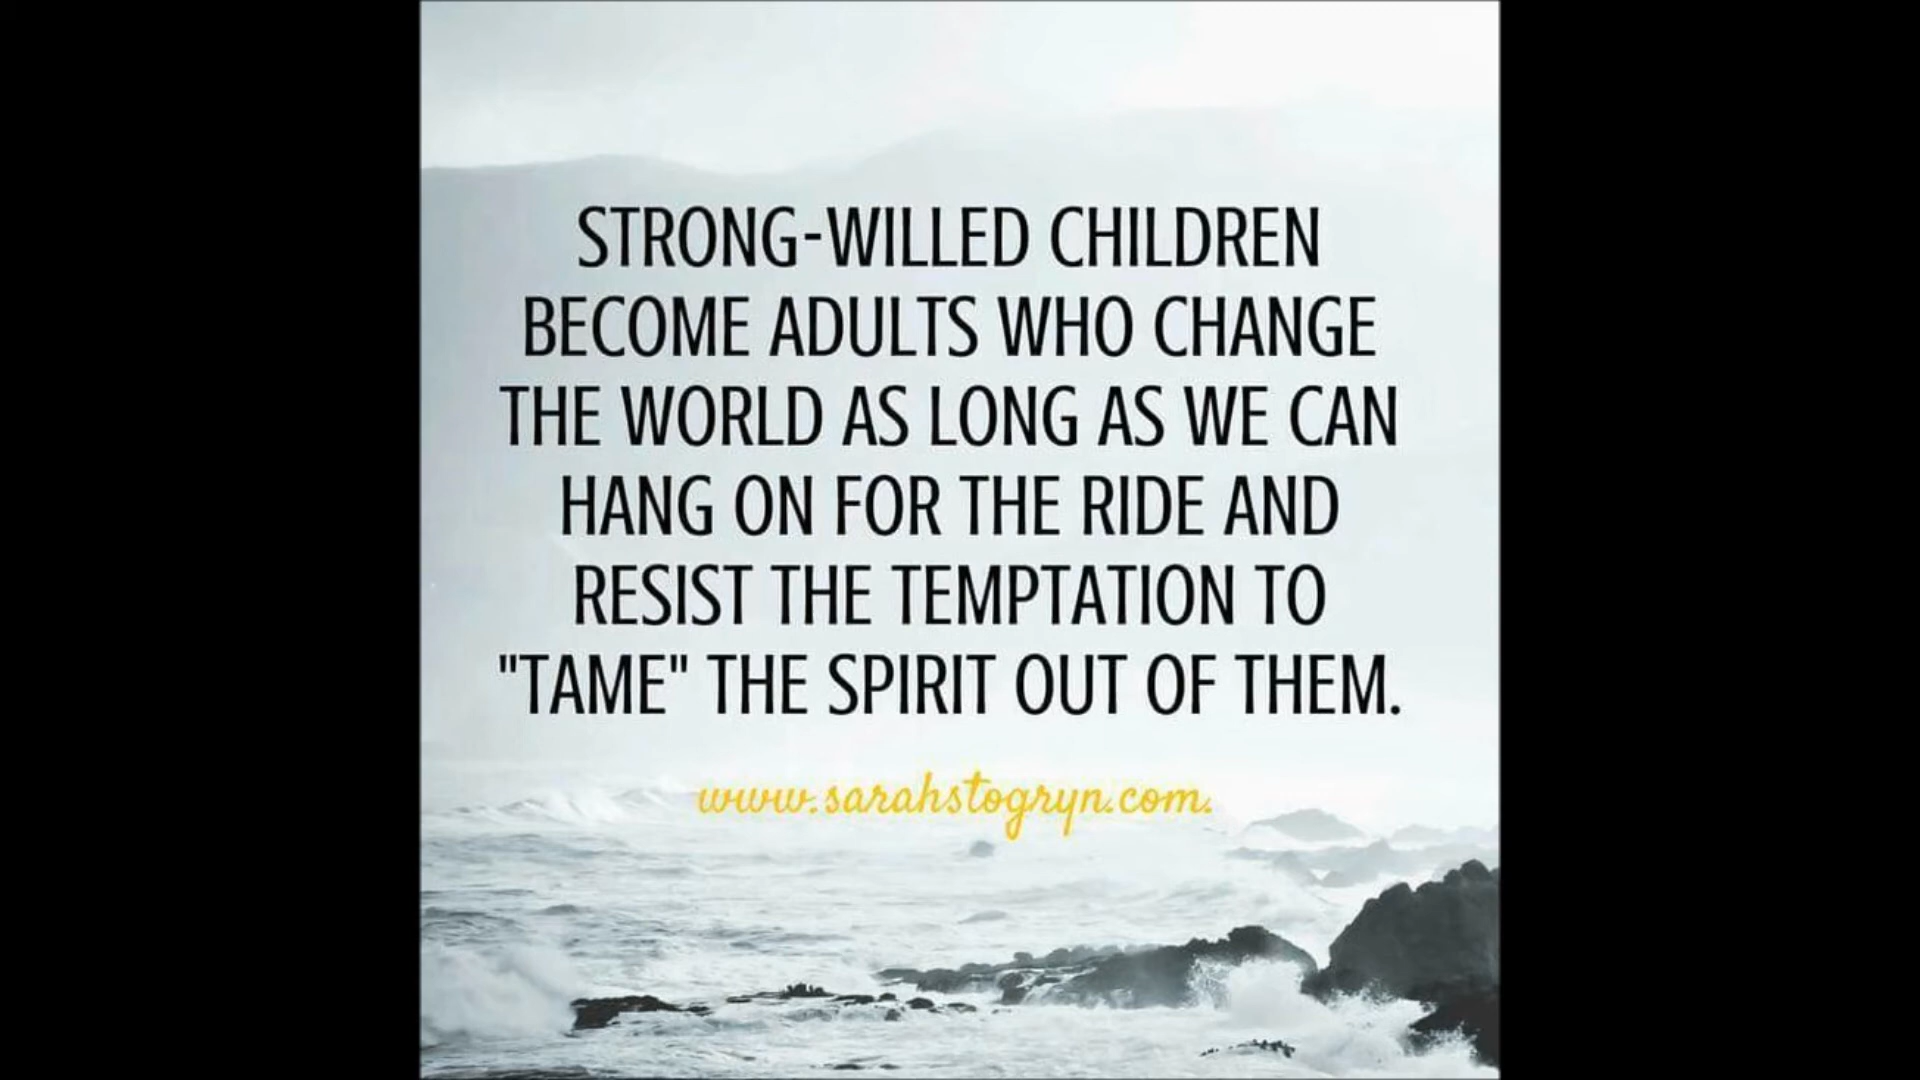 STRONG-WILLED CHILDREN
BECOME ADULTS WHO CHANGE
THE WORLD AS LONG AS WE CAN
HANG ON FOR THE RIDE AND
RESIST THE TEMPTATION TO
"TAME" THE SPIRIT OUT OF THEM.
www.sarahstogryn.com.